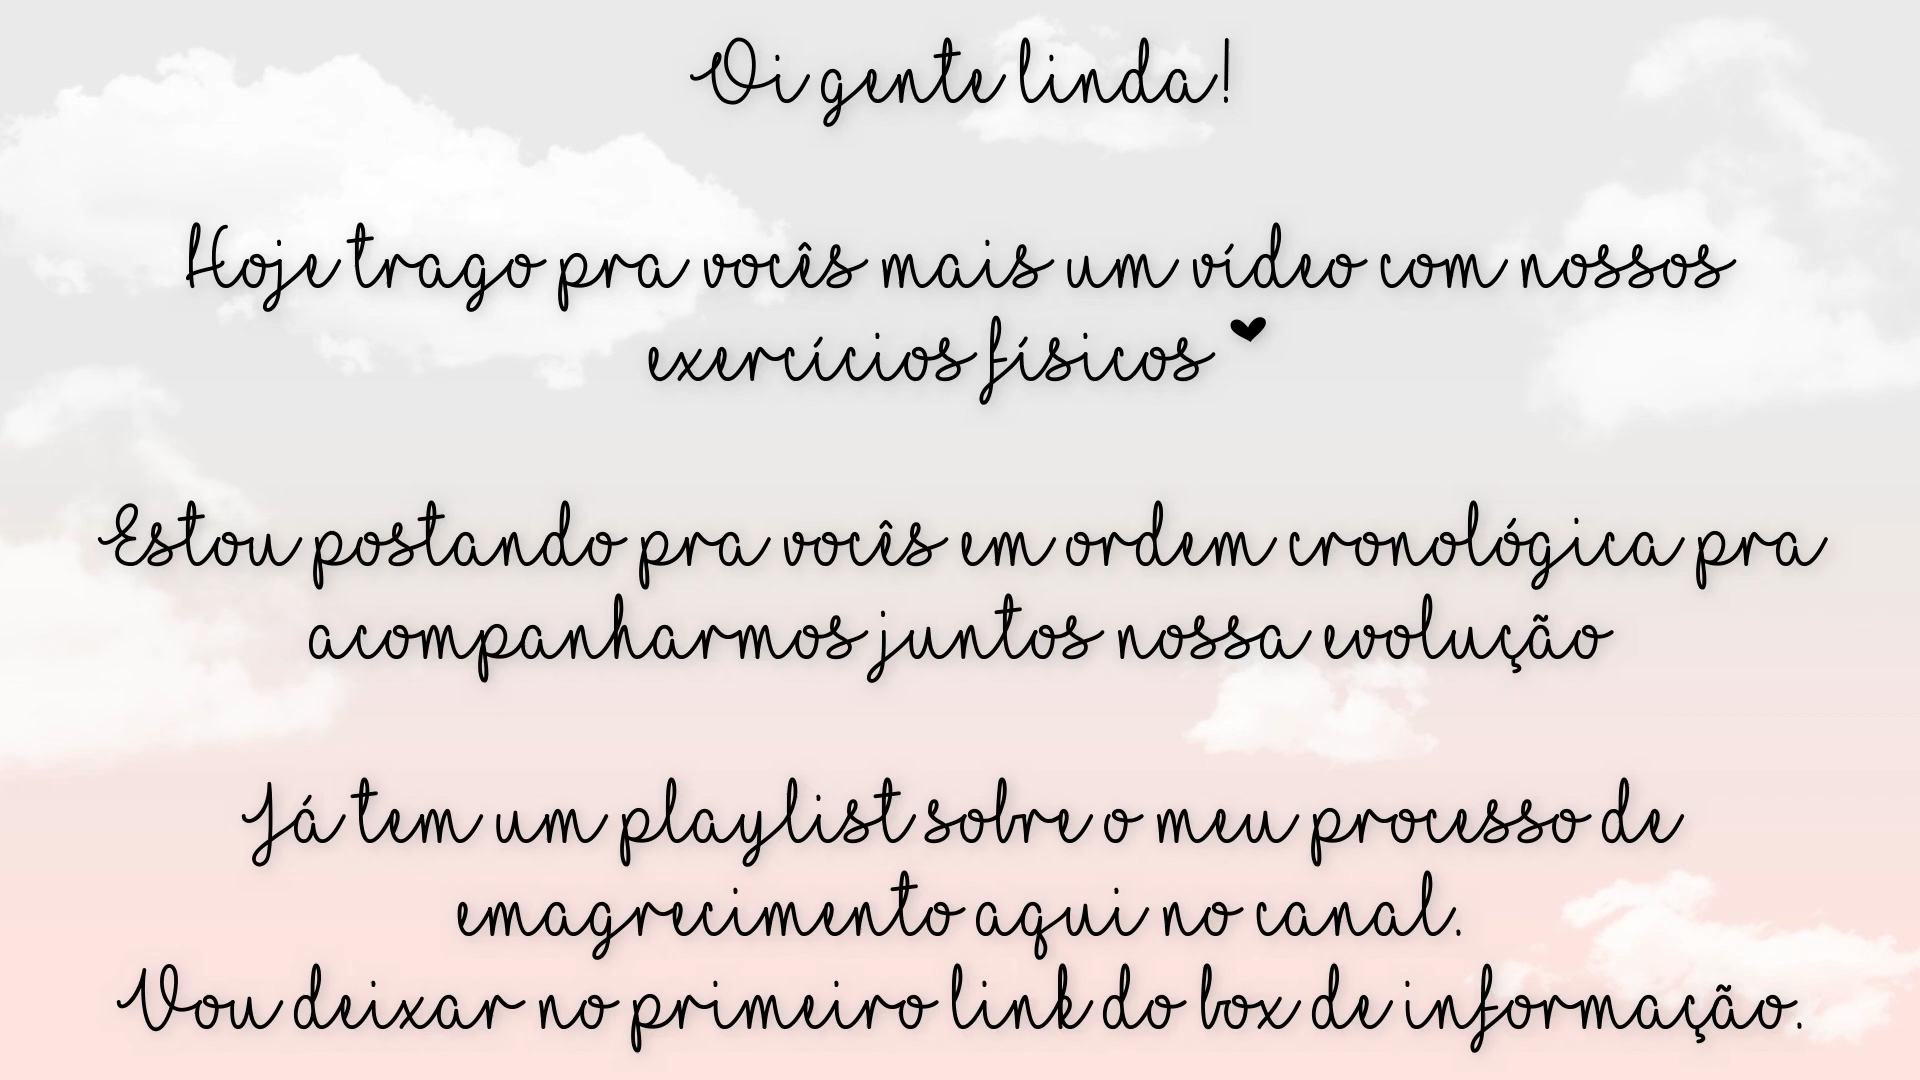 Oi gente linda!
Hoje trago pra vocês mais um vídeo com nossos
exercícios físicos ♥
Estou postando pra vocês em ordem cronológica pra
acompanharmos juntos nossa evolução
Já tem um playlist sobre o meu processo de
emagrecimento aqui no canal.
Vou deixar no primeiro link do box de informação.